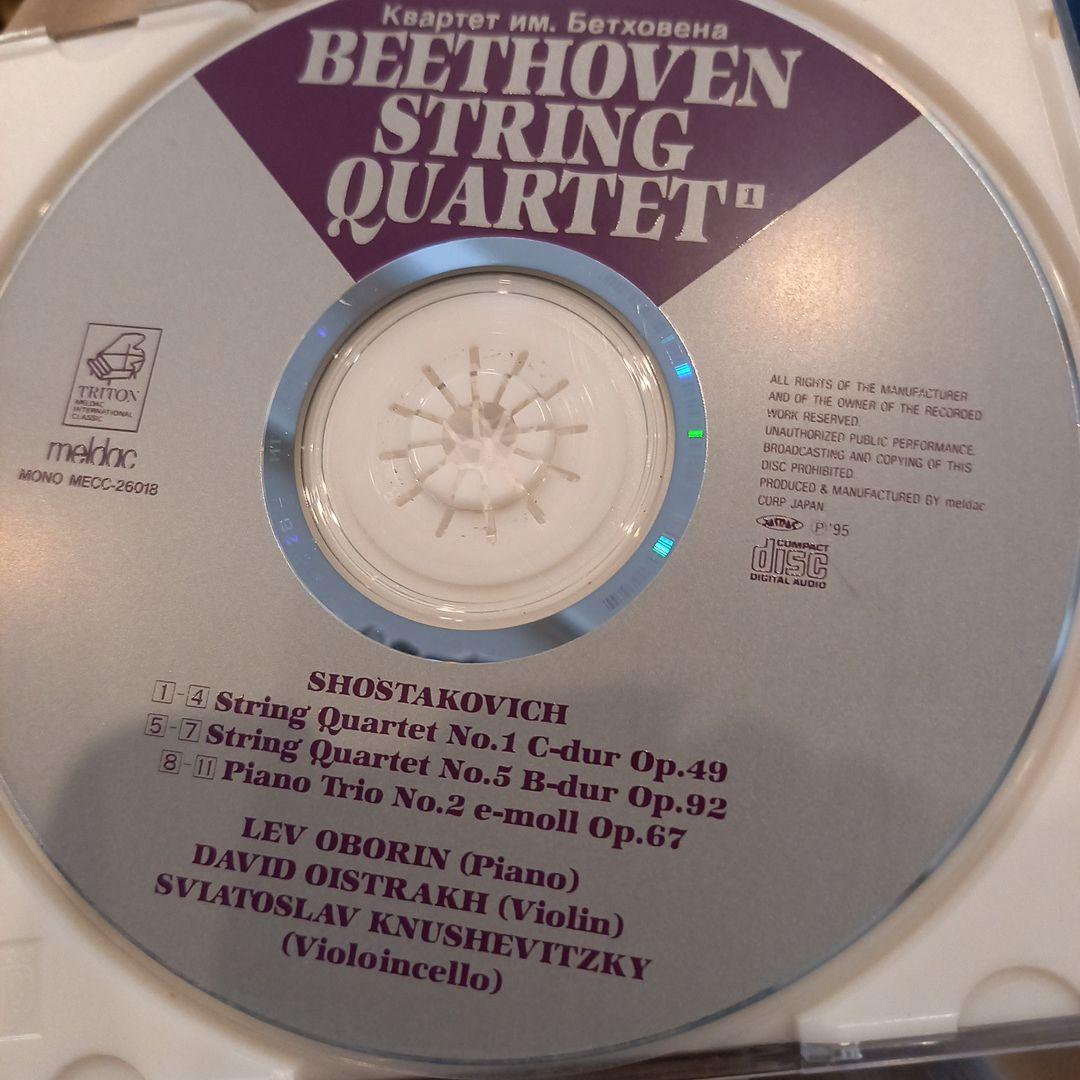 Квартет им. Бетховена
BEETHOVEN
STRING
QUARTET 1
TRITON
MELDAC
INTERNATIONAL
CLASSIC
meldac
MONO MECC-26018
ALL RIGHTS OF THE MANUFACTURER
AND OF THE OWNER OF THE RECORDED
WORK RESERVED.
UNAUTHORIZED PUBLIC PERFORMANCE.
BROADCASTING AND COPYING OF THIS
DISC PROHIBITED.
PRODUCED & MANUFACTURED BY meldac
CORP JAPAN.
Ⓟ'95
COMPACT
disc
DIGITAL AUDIO
SHOSTAKOVICH
1-4 String Quartet No.1 C-dur Op.49
5-7 String Quartet No.5 B-dur Op.92
8-11 Piano Trio No.2 e-moll Op.67
LEV OBORIN (Piano)
DAVID OISTRAKH (Violin)
SVIATOSLAV KNUSHEVITZKY
(Violoincello)